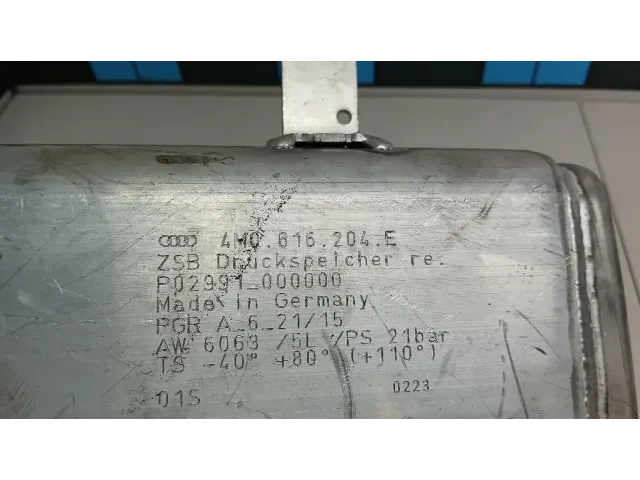 4M0.616.204.E
ZSB Druckspeicher re.
P02991_000000
Made in Germany
PGR A_6_21/15
AW 6063 /5L /PS 21bar
TS -40° +80° (+110°)
01S
0223